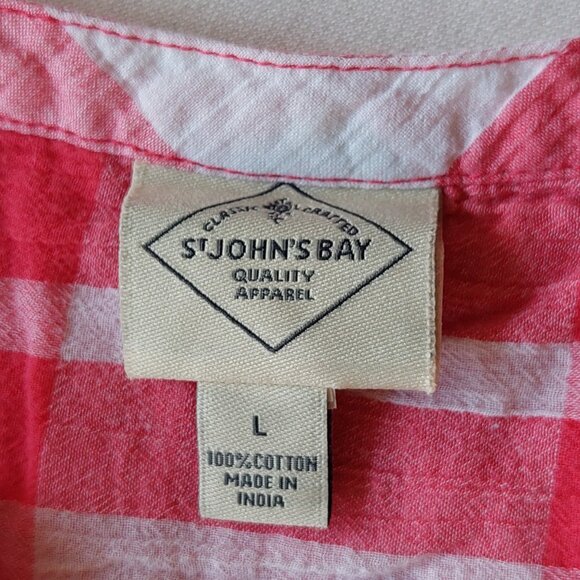 CLASSIC CRAFTED
ST JOHN'S BAY
QUALITY
APPAREL
L
100% COTTON
MADE IN
INDIA